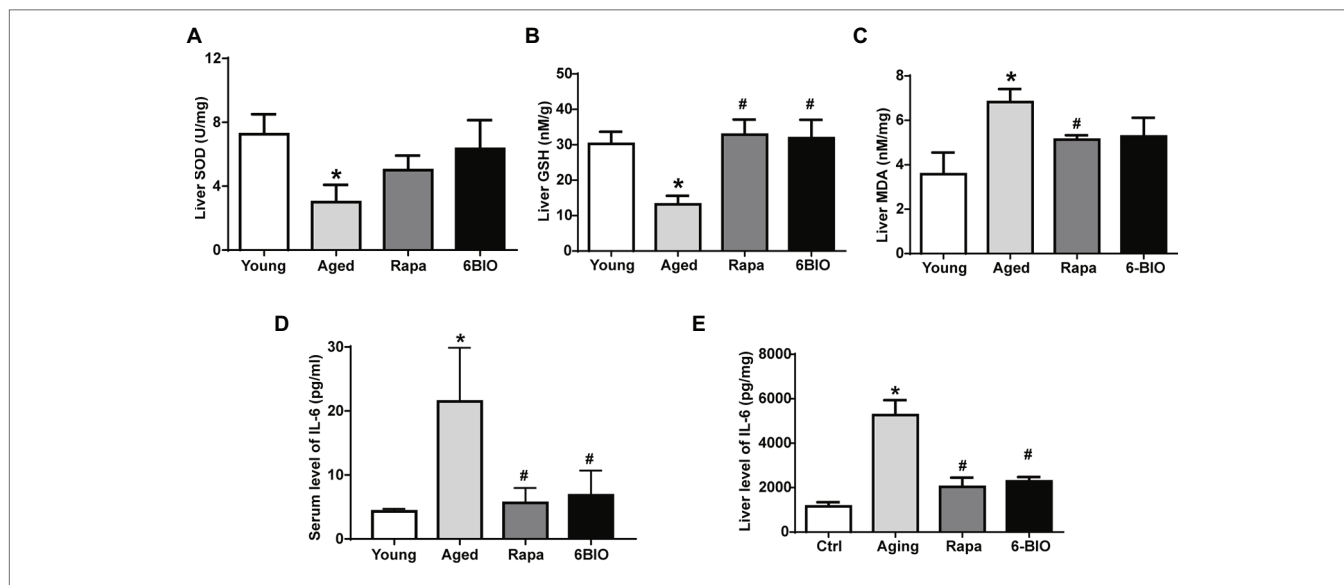 A
Liver SOD (U/mg)
12
8
4
0
*
Young Aged Rapa 6BIO
B
Liver GSH (nM/g)
50
40
30
20
10
0
*
#
#
Young Aged Rapa 6BIO
C
Liver MDA (nM/mg)
8
6
4
2
0
*
#
Young Aged Rapa 6-BIO
D
Serum level of IL-6 (pg/ml)
30
20
10
0
*
#
#
Young Aged Rapa 6BIO
E
Liver level of IL-6 (pg/mg)
8000
6000
4000
2000
0
*
#
#
Ctrl Aging Rapa 6-BIO